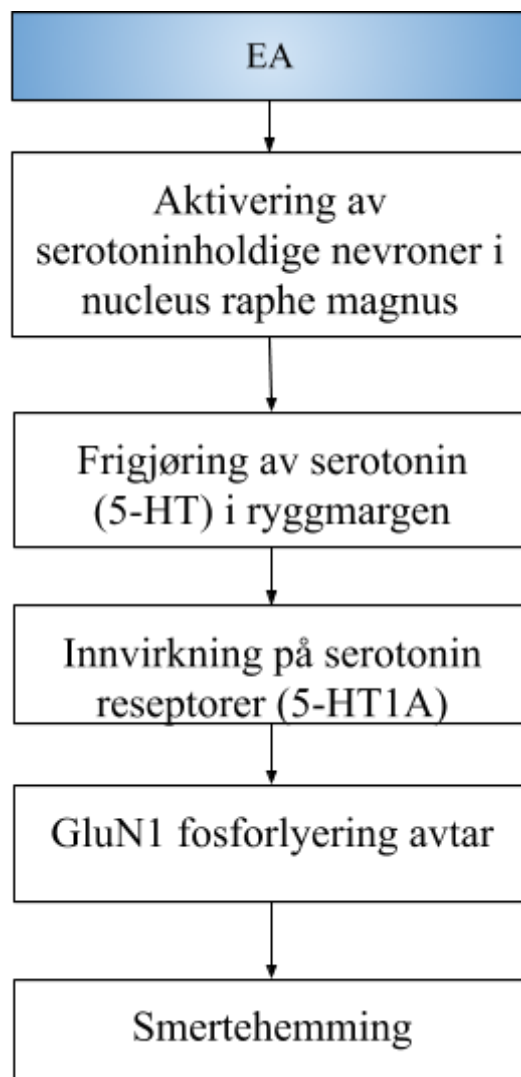 EA
Aktivering av
serotoninholdige nevroner i
nucleus raphe magnus
Frigjøring av serotonin
(5-HT) i ryggmargen
Innvirkning på serotonin
reseptorer (5-HT1A)
GluN1 fosforlyering avtar
Smertehemming